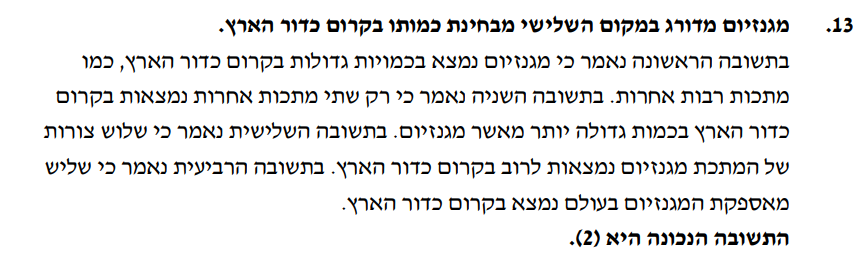 13. מגנזיום מדורג במקום השלישי מבחינת כמותו בקרום כדור הארץ.
בתשובה הראשונה נאמר כי מגנזיום נמצא בכמויות גדולות בקרום כדור הארץ, כמו
מתכות רבות אחרות. בתשובה השניה נאמר כי רק שתי מתכות אחרות נמצאות בקרום
כדור הארץ בכמות גדולה יותר מאשר מגנזיום. בתשובה השלישית נאמר כי שלוש צורות
של המתכת מגנזיום נמצאות לרוב בקרום כדור הארץ. בתשובה הרביעית נאמר כי שליש
מאספקת המגנזיום בעולם נמצא בקרום כדור הארץ.
התשובה הנכונה היא (2).